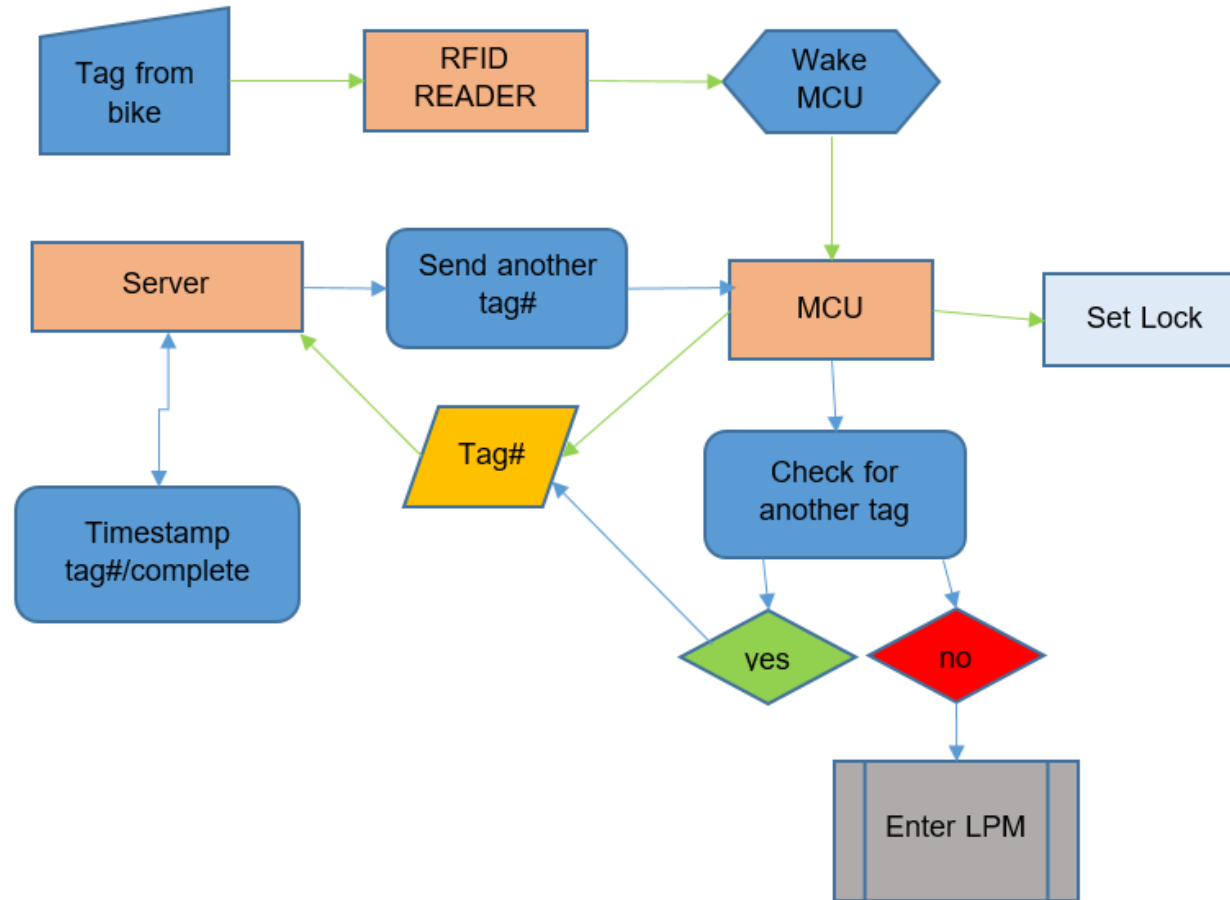 Tag from
bike
RFID
READER
Wake
MCU
Server
Send another
tag#
MCU
Set Lock
Tag#
Check for
another tag
Timestamp
tag#/complete
yes
no
Enter LPM